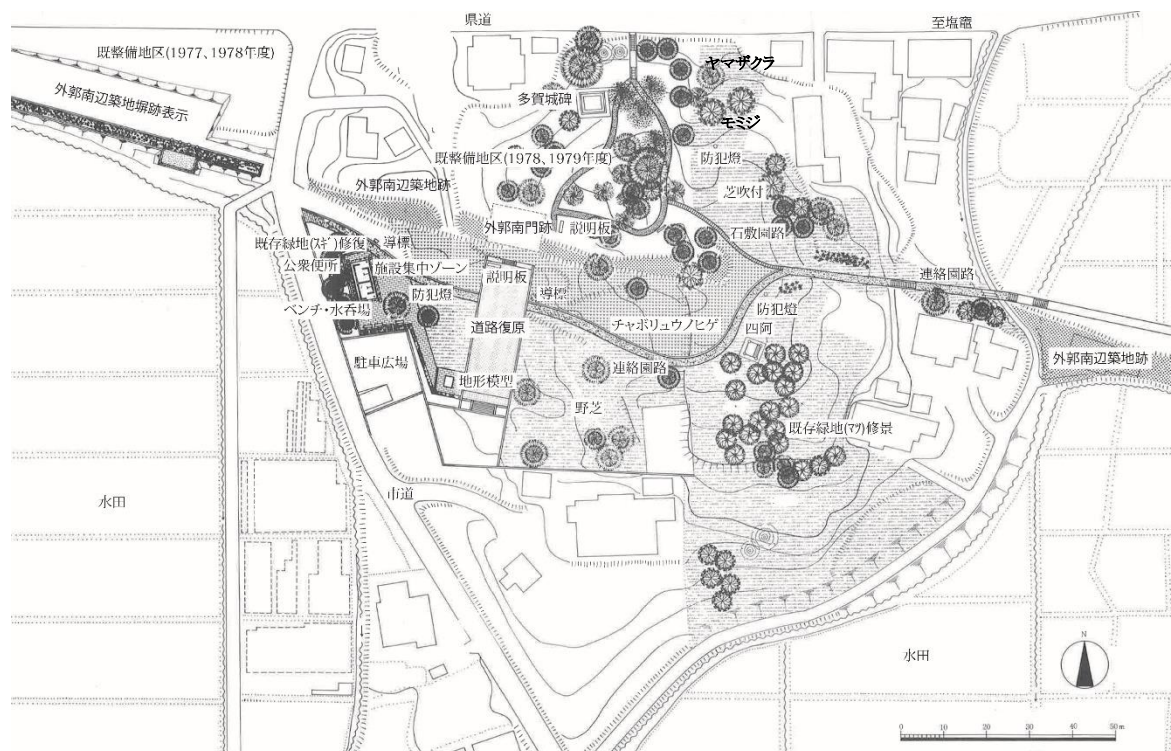 県道
至塩竈
既整備地区(1977、1978年度)
外郭南辺築地塀跡表示
ヤマザクラ
多賀城碑
モミジ
既整備地区(1978、1979年度)
防犯燈
芝吹付
外郭南辺築地跡
外郭南門跡
説明板
石敷園路
既存緑地(スギ)修復
導標
公衆便所
施設集中ゾーン
説明板
連絡園路
ベンチ・水呑場
防犯燈
導標
防犯燈
道路復原
チャボリュウノヒゲ
四阿
駐車広場
外郭南辺築地跡
地形模型
連絡園路
野芝
既存緑地(マツ)修景
水田
市道
水田
N
0 10 20 30 40 50 m